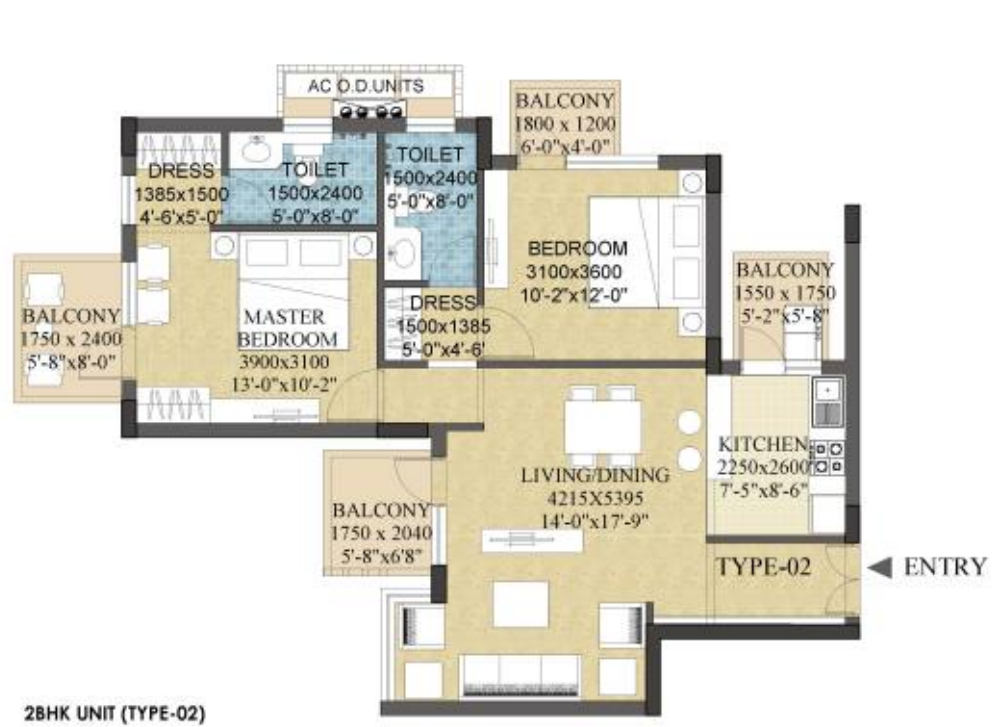 AC O.D.UNITS
BALCONY
1800 x 1200
6'-0"x4'-0"
DRESS
1385x1500
4'-6'x5'-0"
TOILET
1500x2400
5'-0"x8'-0"
TOILET
1500x2400
5'-0"x8'-0"
BEDROOM
3100x3600
10'-2"x12'-0"
BALCONY
1550 x 1750
5'-2"x5'-8"
BALCONY
1750 x 2400
5'-8"x8'-0"
MASTER
BEDROOM
3900x3100
13'-0"x10'-2"
DRESS
1500x1385
5'-0"x4'-6'
KITCHEN
2250x2600
7'-5"x8'-6"
LIVING/DINING
4215X5395
14'-0"x17'-9"
BALCONY
1750 x 2040
5'-8"x6'8"
TYPE-02
ENTRY
2BHK UNIT (TYPE-02)